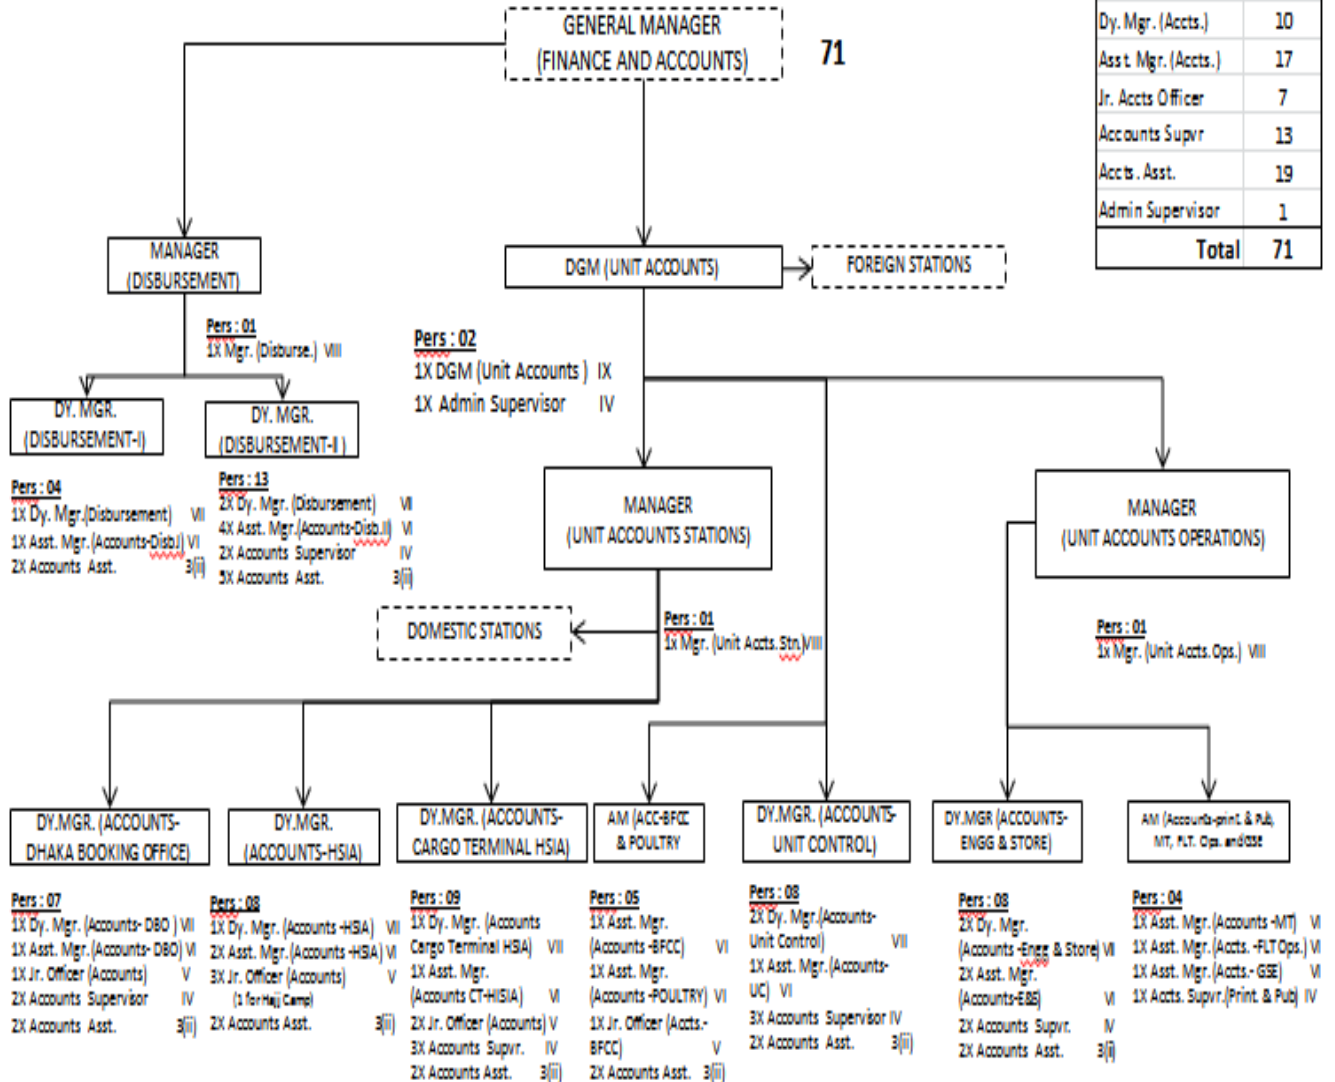 GENERAL MANAGER
(FINANCE AND ACCOUNTS)
71
Dy. Mgr. (Accts.) 10
Asst. Mgr. (Accts.) 17
Jr. Accts Officer 7
Accounts Supvr 13
Accts. Asst. 19
Admin Supervisor 1
Total 71
MANAGER
(DISBURSEMENT)
DGM (UNIT ACCOUNTS)
FOREIGN STATIONS
Pers : 01
1X Mgr. (Disburse.) VIII
Pers : 02
1X DGM (Unit Accounts ) IX
1X Admin Supervisor IV
DY. MGR.
(DISBURSEMENT-I)
DY. MGR.
(DISBURSEMENT-II )
Pers : 04
1X Dy. Mgr.(Disbursement) VII
1X Asst. Mgr.(Accounts-Disb.I) VI
2X Accounts Asst. 3(ii)
Pers : 13
2X Dy. Mgr. (Disbursement) VII
4X Asst. Mgr.(Accounts-Disb.II) VI
2X Accounts Supervisor IV
5X Accounts Asst. 3(ii)
MANAGER
(UNIT ACCOUNTS STATIONS)
MANAGER
(UNIT ACCOUNTS OPERATIONS)
DOMESTIC STATIONS
Pers : 01
1x Mgr. (Unit Accts. Stn.)VIII
Pers : 01
1x Mgr. (Unit Accts. Ops.) VIII
DY.MGR. (ACCOUNTS-
DHAKA BOOKING OFFICE)
DY.MGR.
(ACCOUNTS-HSIA)
DY.MGR. (ACCOUNTS-
CARGO TERMINAL HSIA)
AM (ACC-BFCC
& POULTRY
DY.MGR. (ACCOUNTS-
UNIT CONTROL)
DY.MGR (ACCOUNTS-
ENGG & STORE)
AM (Accounts-print. & Pub,
MT, FLT. Ops. and GSE
Pers : 07
1X Dy. Mgr. (Accounts- DBO ) VII
1X Asst. Mgr. (Accounts- DBO) VI
1X Jr. Officer (Accounts) V
2X Accounts Supervisor IV
2X Accounts Asst. 3(ii)
Pers : 08
1X Dy. Mgr. (Accounts -HSIA) VII
2X Asst. Mgr. (Accounts -HSIA) VI
3X Jr. Officer (Accounts) V
(1 for Hajj Camp)
2X Accounts Asst. 3(ii)
Pers : 09
1X Dy. Mgr. (Accounts
Cargo Terminal HSIA) VII
1X Asst. Mgr.
(Accounts CT-HISIA) VI
2X Jr. Officer (Accounts) V
3X Accounts Supvr. IV
2X Accounts Asst. 3(ii)
Pers : 05
1X Asst. Mgr.
(Accounts -BFCC) VI
1X Asst. Mgr.
(Accounts -POULTRY) VI
1X Jr. Officer (Accts.-
BFCC) V
2X Accounts Asst. 3(ii)
Pers : 08
2X Dy. Mgr.(Accounts-
Unit Control) VII
1X Asst. Mgr. (Accounts-
UC) VI
3X Accounts Supervisor IV
2X Accounts Asst. 3(ii)
Pers : 08
2X Dy. Mgr.
(Accounts -Engg & Store) VII
2X Asst. Mgr.
(Accounts-E&S) VI
2X Accounts Supvr. IV
2X Accounts Asst. 3(ii)
Pers : 04
1X Asst. Mgr.(Accounts -MT) VI
1X Asst. Mgr.(Accts. -FLT Ops.) VI
1X Asst. Mgr.(Accts.- GSE) VI
1X Accts. Supvr.(Print. & Pub) IV